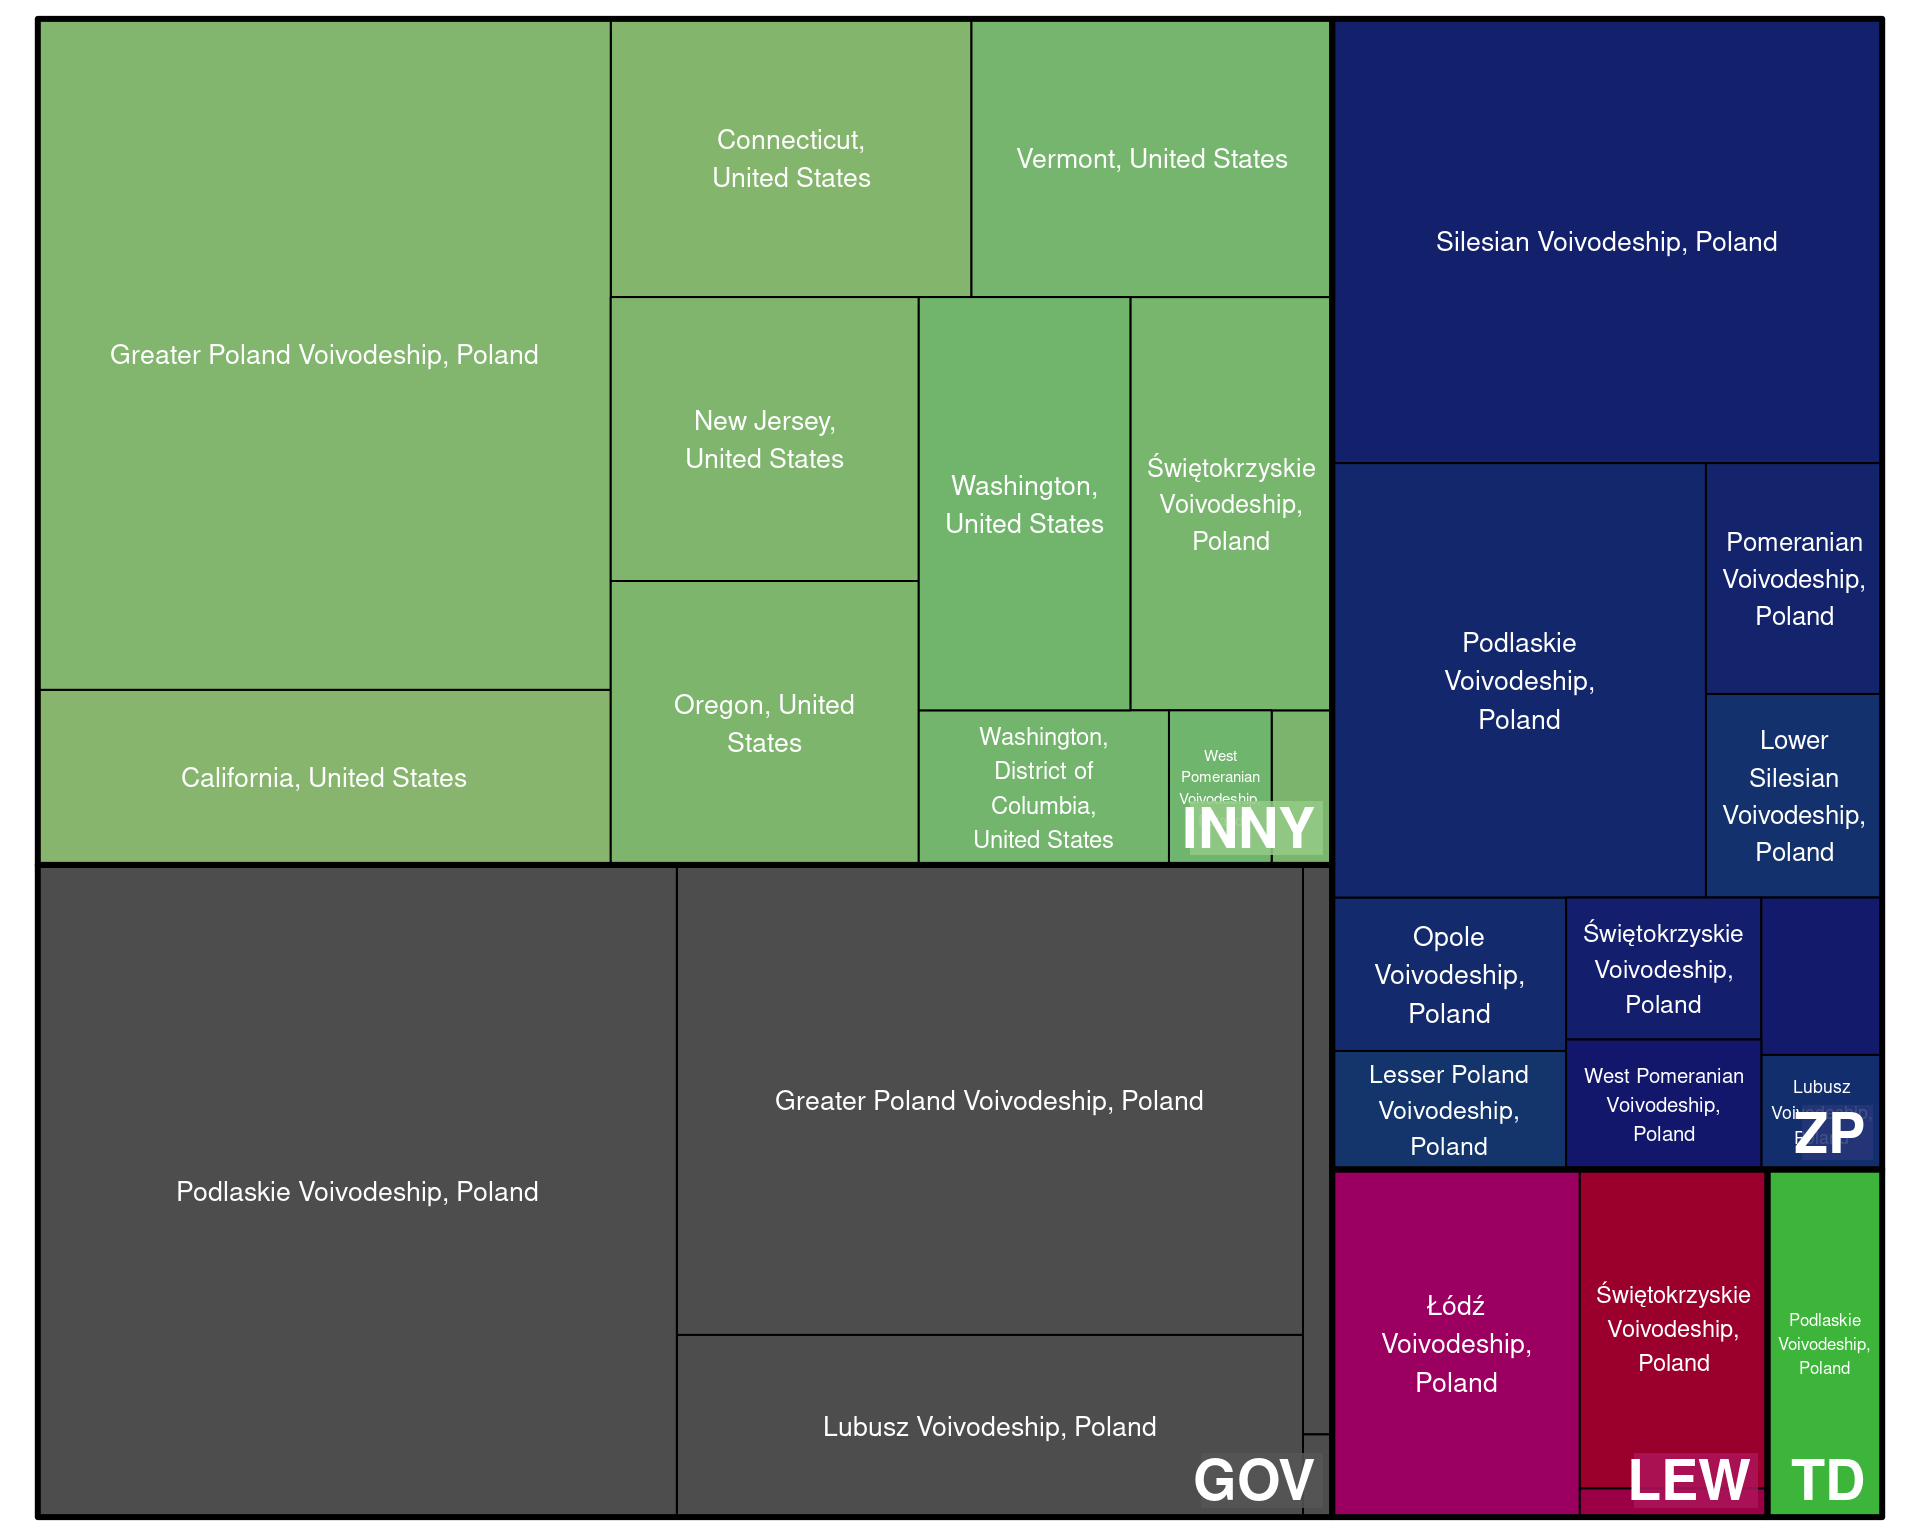 Greater Poland Voivodeship, Poland
California, United States
Connecticut,
United States
Vermont, United States
New Jersey,
United States
Oregon, United
States
Washington,
United States
Świętokrzyskie
Voivodeship,
Poland
Washington,
District of
Columbia,
United States
West
Pomeranian
Voivodeship,
INNY
Podlaskie Voivodeship, Poland
Greater Poland Voivodeship, Poland
Lubusz Voivodeship, Poland
GOV
Silesian Voivodeship, Poland
Podlaskie
Voivodeship,
Poland
Pomeranian
Voivodeship,
Poland
Lower
Silesian
Voivodeship,
Poland
Opole
Voivodeship,
Poland
Lesser Poland
Voivodeship,
Poland
Świętokrzyskie
Voivodeship,
Poland
West Pomeranian
Voivodeship,
Poland
Lubusz
Voivodeship,
Poland
ZP
Łódź
Voivodeship,
Poland
Świętokrzyskie
Voivodeship,
Poland
LEW
Podlaskie
Voivodeship,
Poland
TD